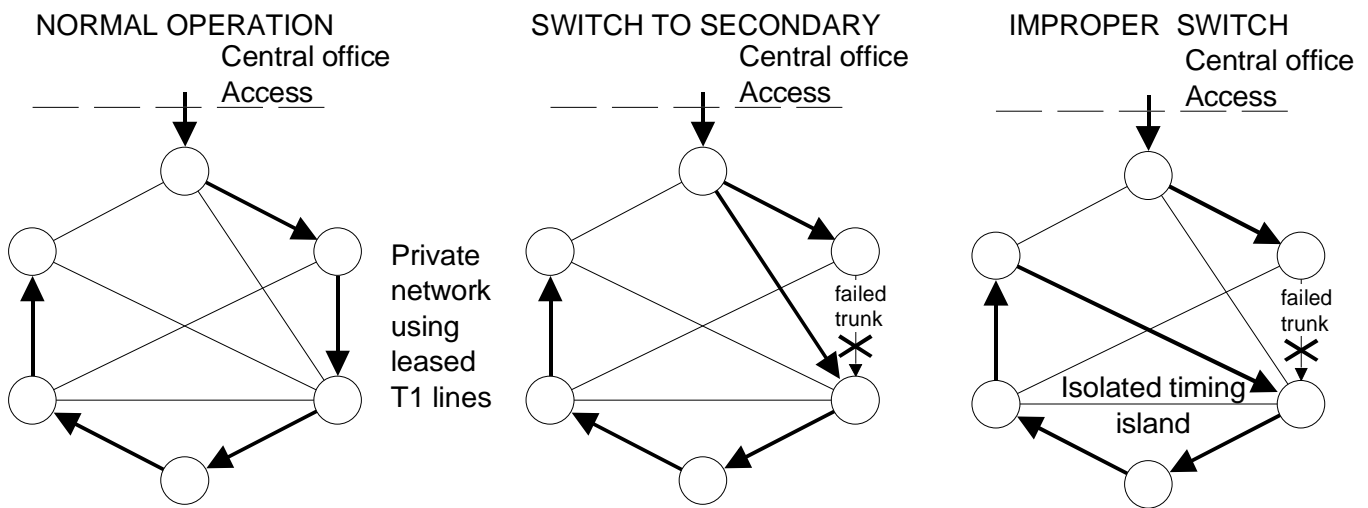 NORMAL OPERATION
Central office
Access
Private
network
using
leased
T1 lines
SWITCH TO SECONDARY
Central office
Access
failed
trunk
IMPROPER SWITCH
Central office
Access
failed
trunk
Isolated timing
island